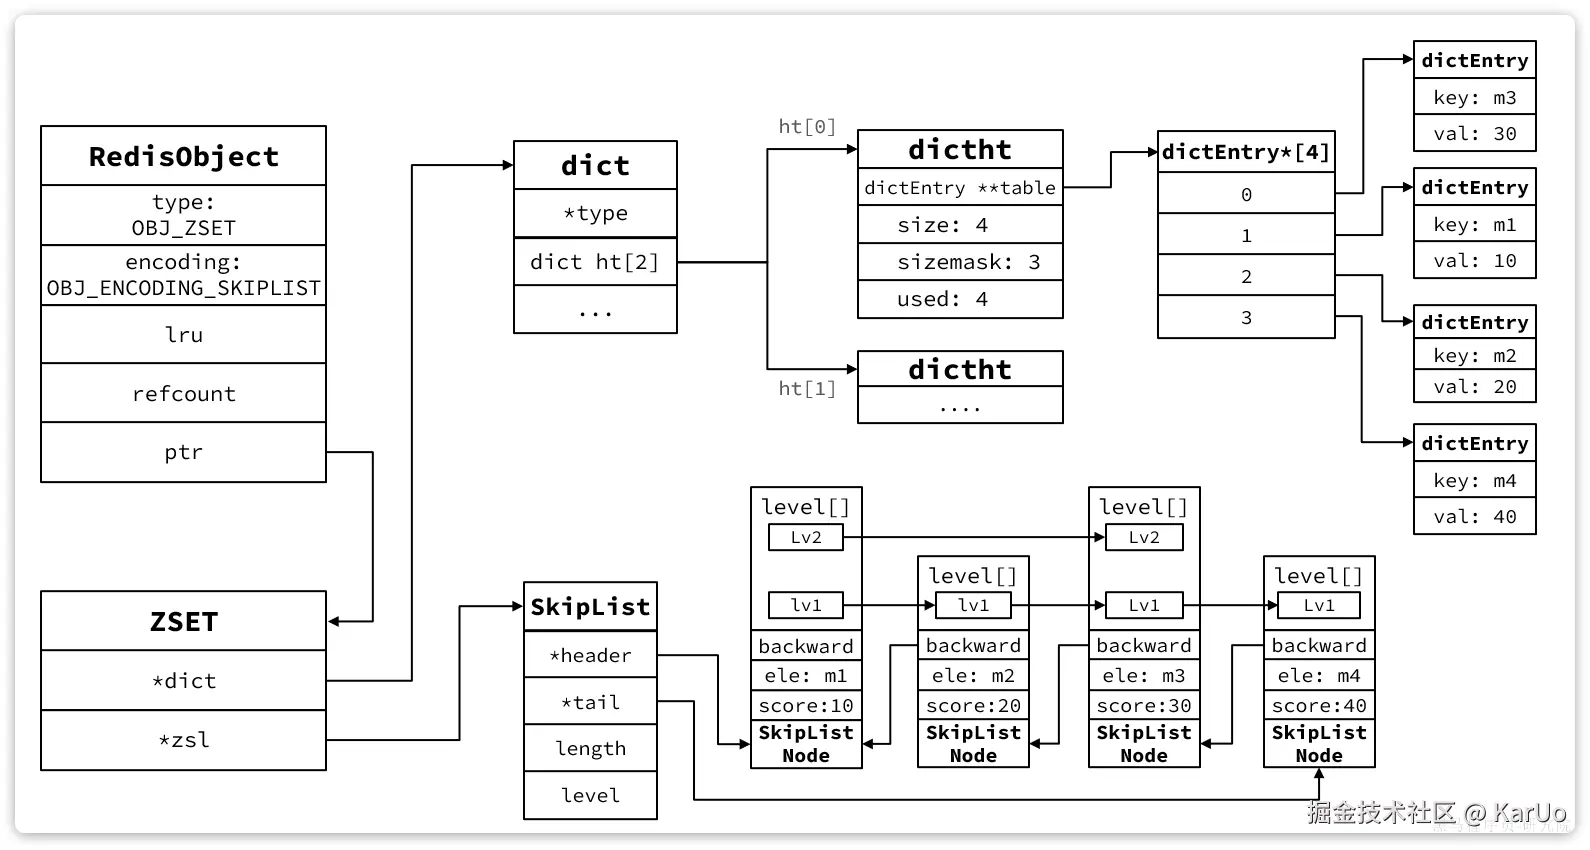 RedisObject
type:
OBJ_ZSET
encoding:
OBJ_ENCODING_SKIPLIST
lru
refcount
ptr
ZSET
*dict
*zsl
dict
*type
dict ht[2]
...
ht[0]
dictht
dictEntry **table
size: 4
sizemask: 3
used: 4
ht[1]
dictht
....
dictEntry*[4]
0
1
2
3
dictEntry
key: m3
val: 30
dictEntry
key: m1
val: 10
dictEntry
key: m2
val: 20
dictEntry
key: m4
val: 40
SkipList
*header
*tail
length
level
level[]
Lv2
lv1
backward
ele: m1
score:10
SkipList
Node
level[]
lv1
backward
ele: m2
score:20
SkipList
Node
level[]
Lv2
Lv1
backward
ele: m3
score:30
SkipList
Node
level[]
Lv1
backward
ele: m4
score:40
SkipList
Node
掘金技术社区 @ KarUo